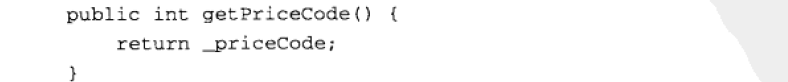 public int getPriceCode() {
    return _priceCode;
}